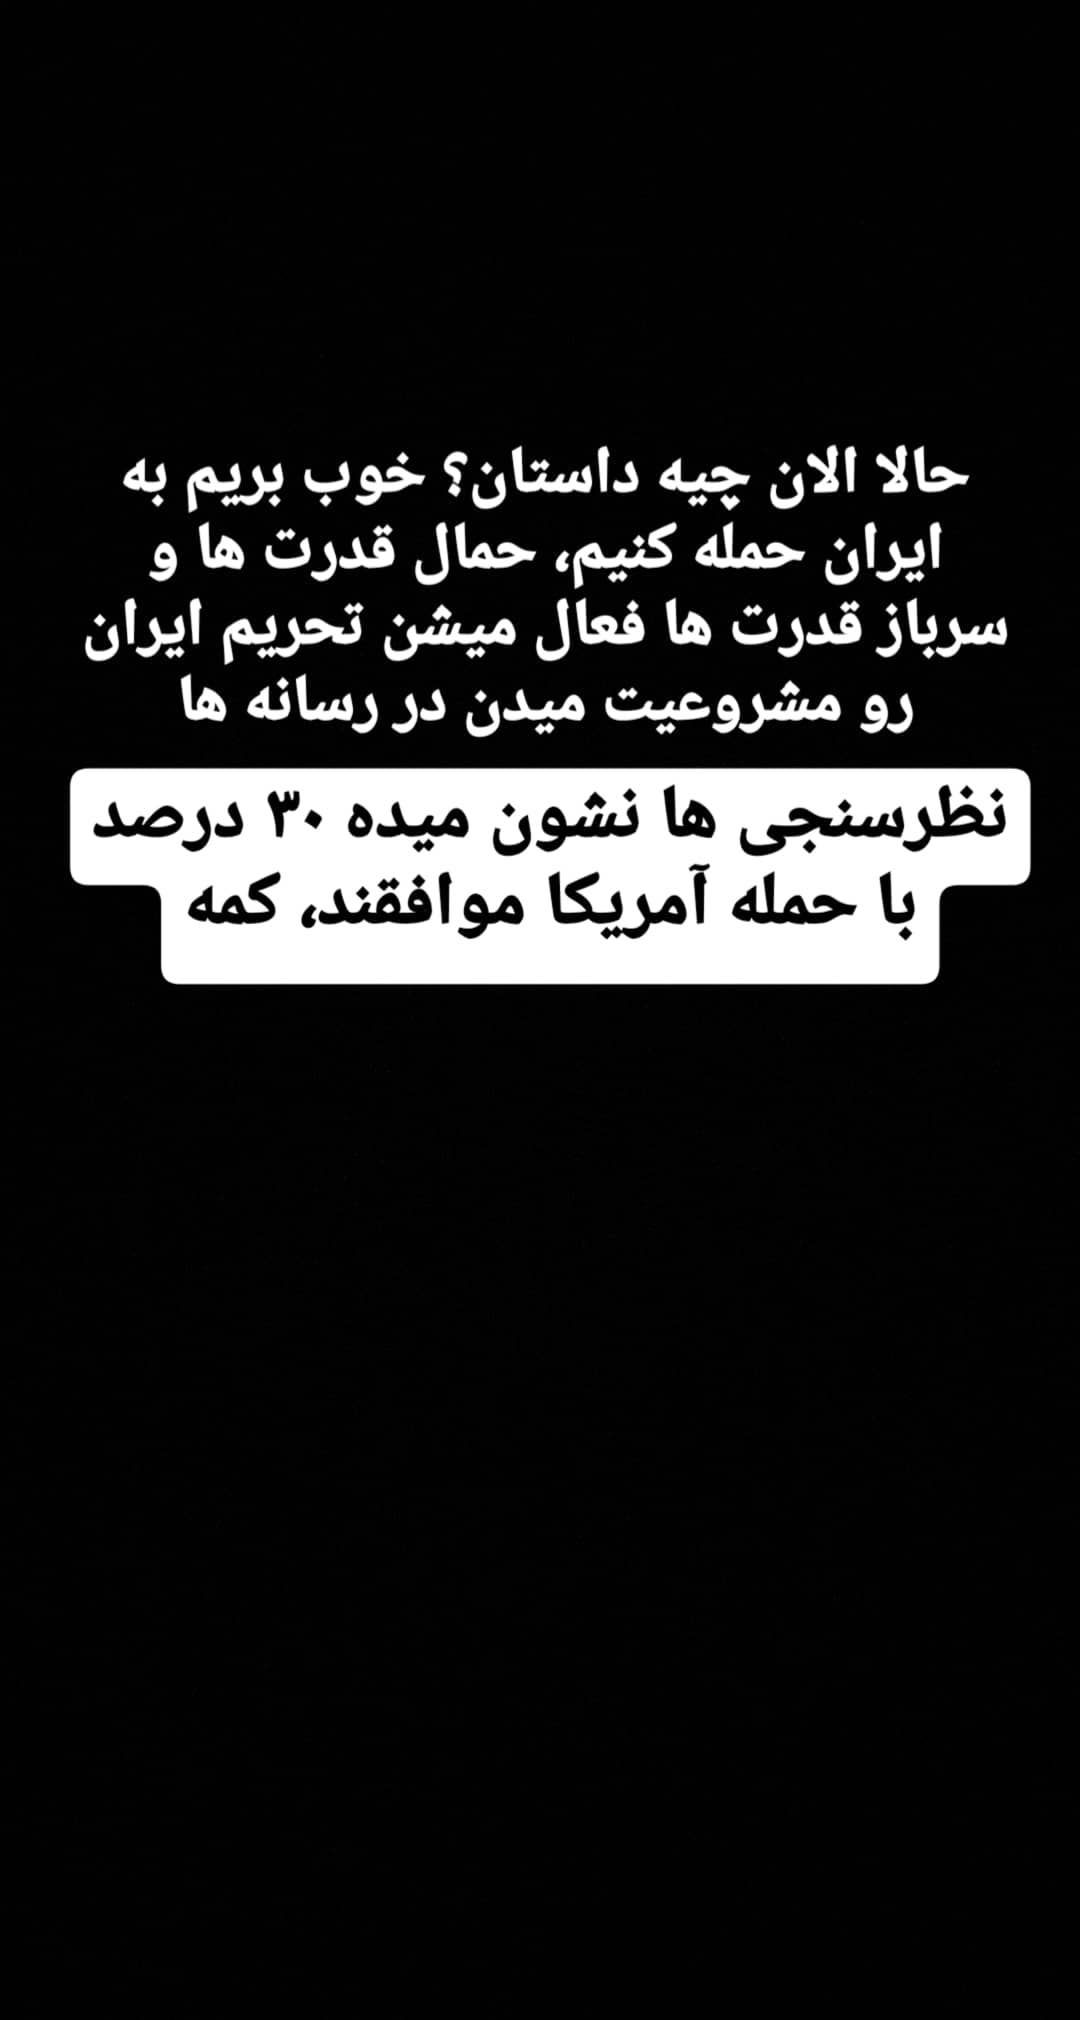 حالا الان چیه داستان؟ خوب بریم به
ایران حمله کنیم، حمال قدرت ها و
سرباز قدرت ها فعال میشن تحریم ایران
رو مشروعیت میدن در رسانه ها
نظرسنجی ها نشون میده ۳۰ درصد
با حمله آمریکا موافقند، کمه